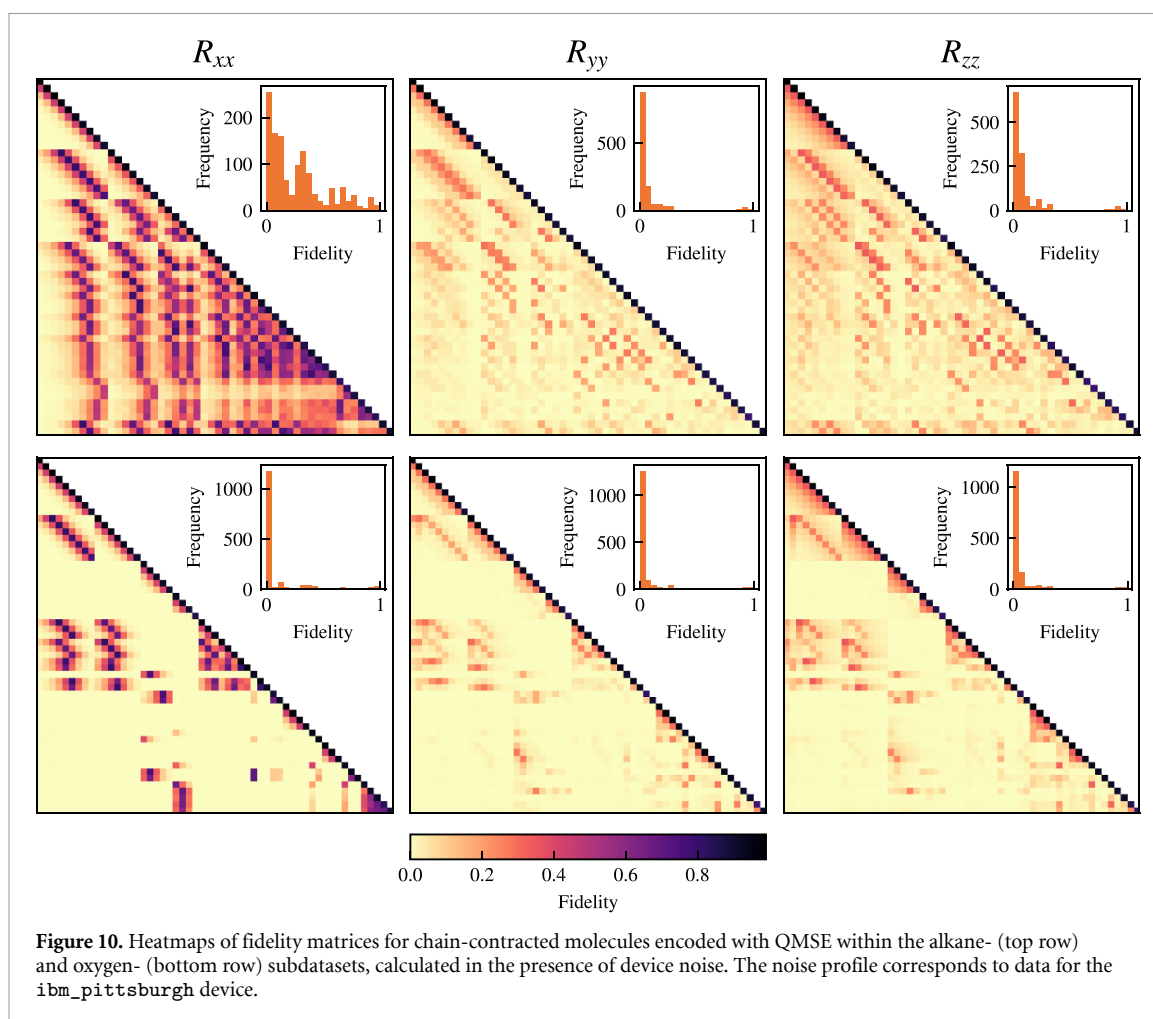 R_xx R_yy R_zz
Frequency
200
100
0
0 1
Fidelity
Frequency
500
0
0 1
Fidelity
Frequency
500
250
0
0 1
Fidelity
Frequency
1000
500
0
0 1
Fidelity
Frequency
1000
500
0
0 1
Fidelity
Frequency
1000
500
0
0 1
Fidelity
0.0 0.2 0.4 0.6 0.8
Fidelity
Figure 10. Heatmaps of fidelity matrices for chain-contracted molecules encoded with QMSE within the alkane- (top row)
and oxygen- (bottom row) subdatasets, calculated in the presence of device noise. The noise profile corresponds to data for the
ibm_pittsburgh device.